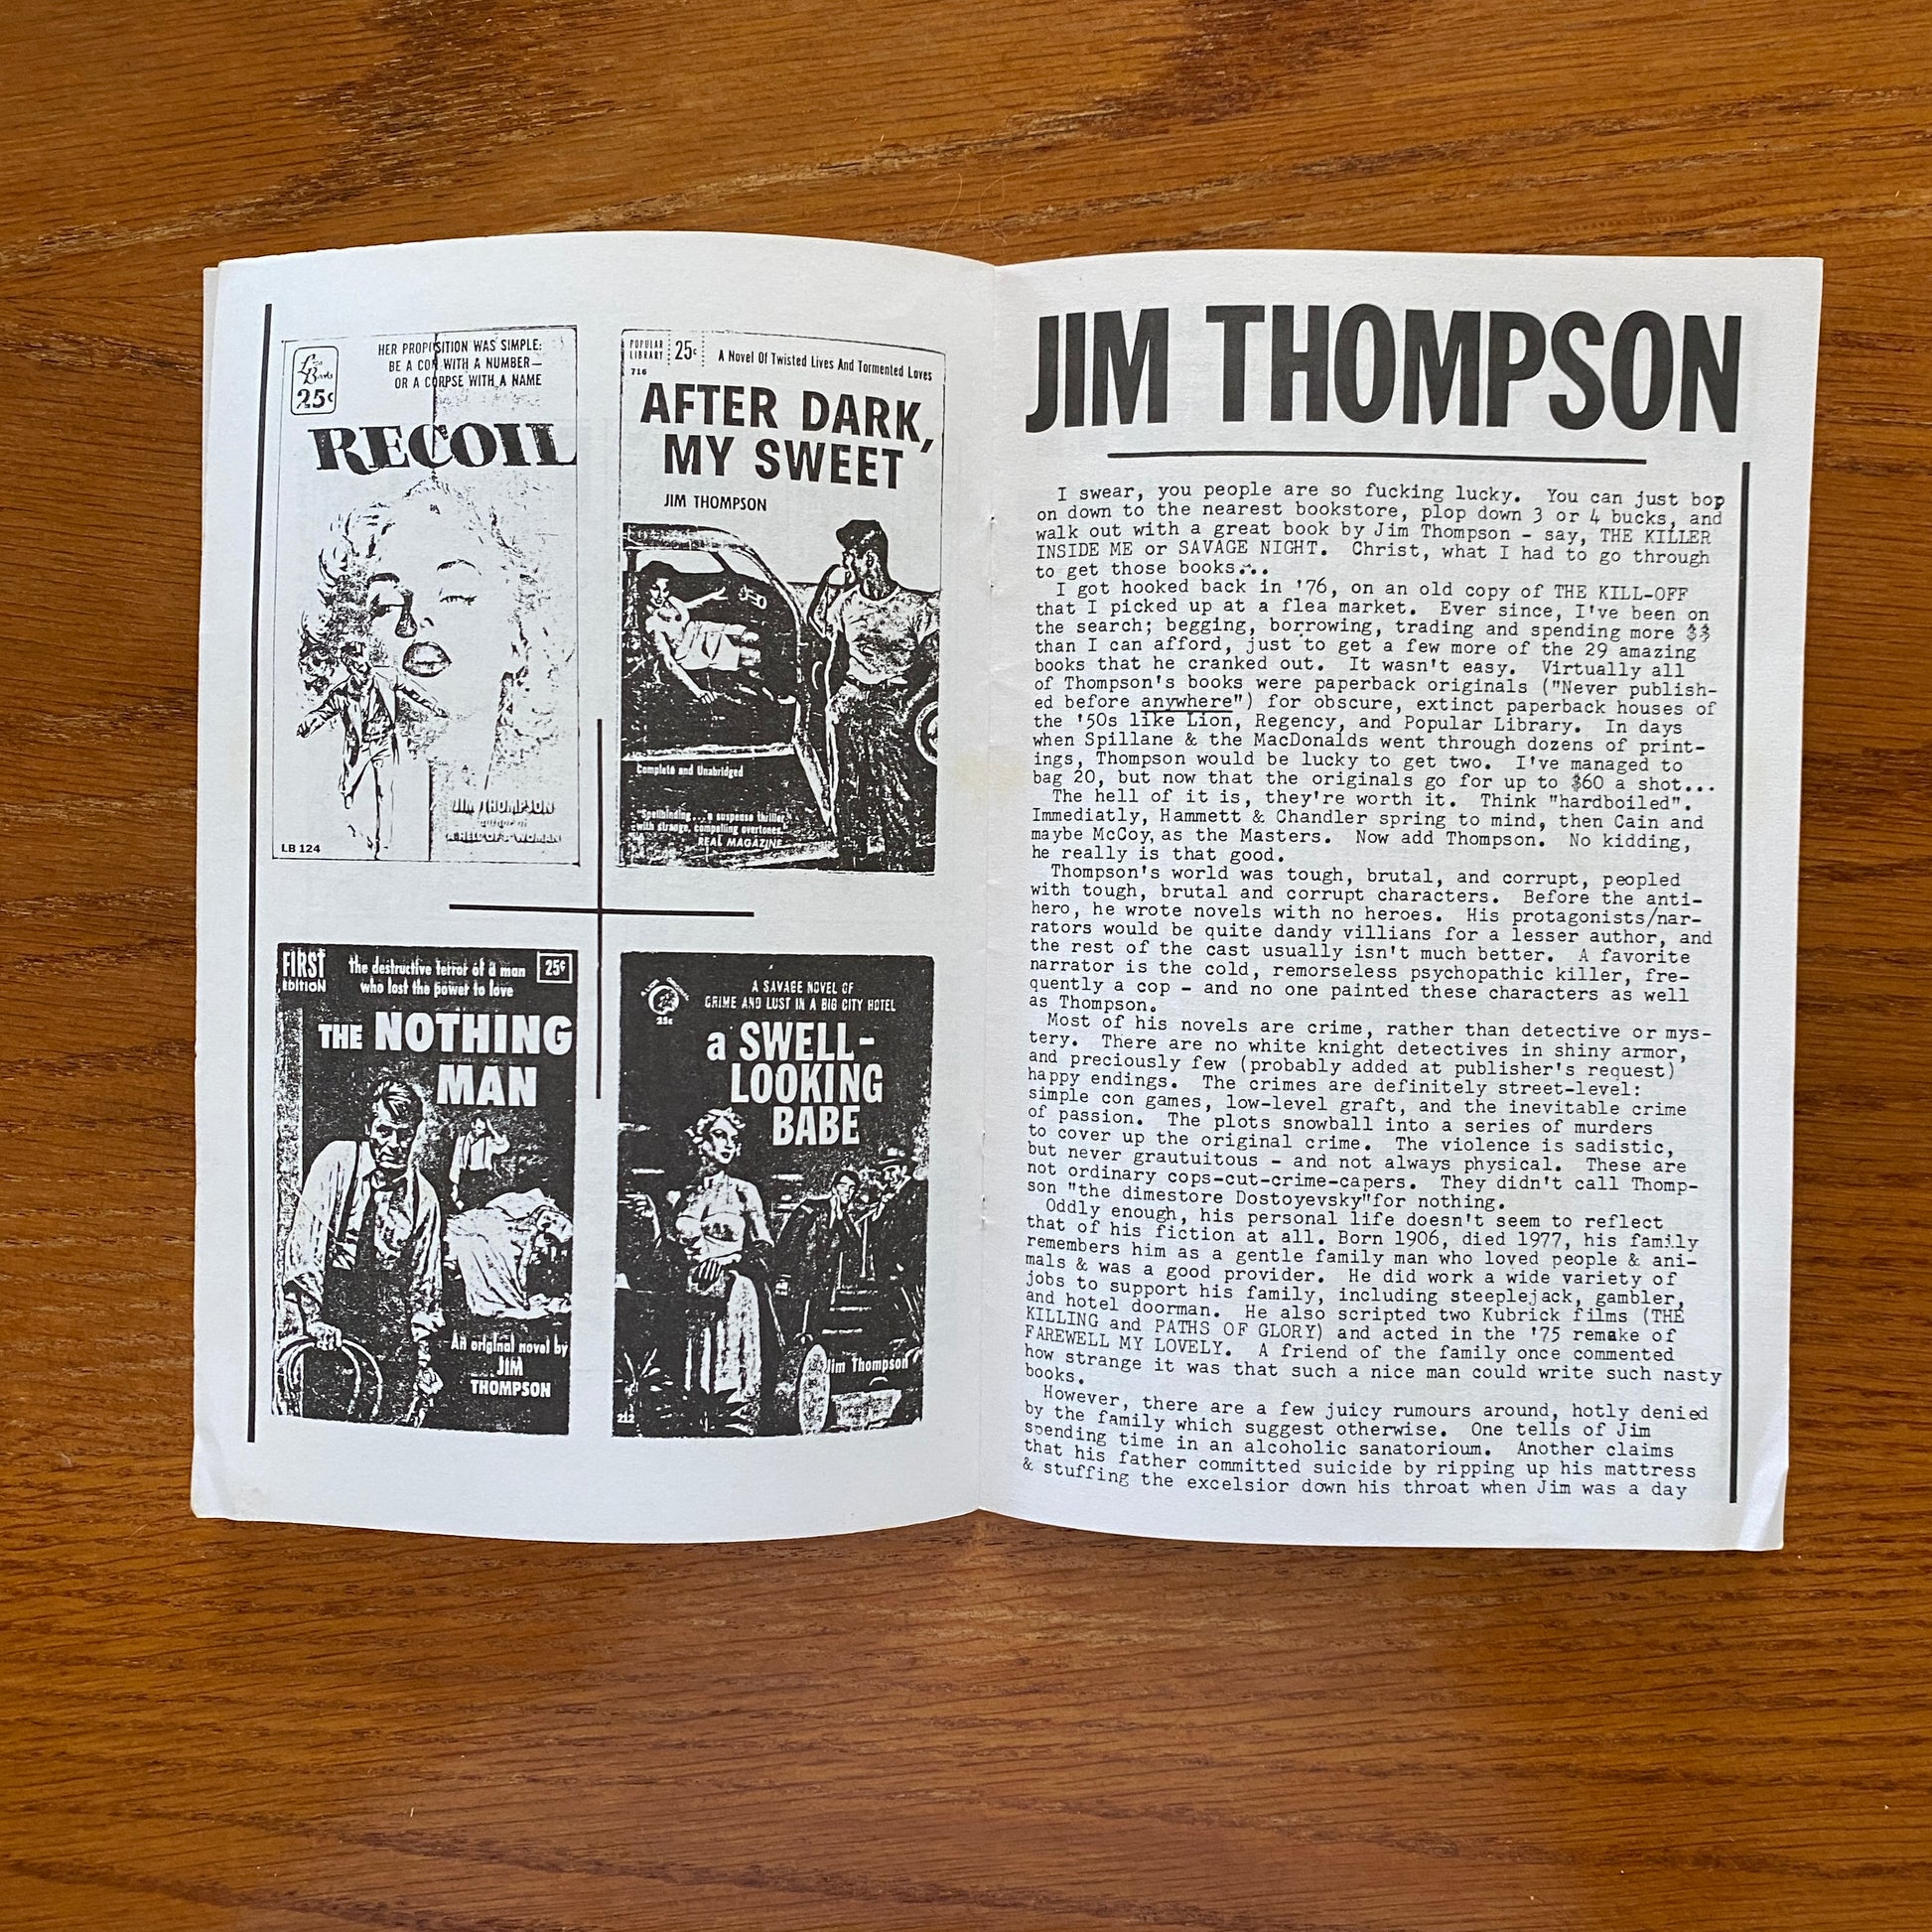 Lion Books
25¢
HER PROPOSITION WAS SIMPLE:
BE A CON WITH A NUMBER—
OR A CORPSE WITH A NAME
RECOIL
JIM THOMPSON
author of
A HELL OF A WOMAN
LB 124
POPULAR
LIBRARY
25¢
716
A Novel Of Twisted Lives And Tormented Loves
AFTER DARK,
MY SWEET
JIM THOMPSON
Complete and Unabridged
"Spellbinding...a suspense thriller
with strange, compelling overtones."
REAL MAGAZINE
FIRST
EDITION
the destructive terror of a man
who lost the power to love
25¢
THE NOTHING
MAN
An original novel by
JIM
THOMPSON
25¢
A SAVAGE NOVEL OF
CRIME AND LUST IN A BIG CITY HOTEL
a SWELL-
LOOKING
BABE
Jim Thompson
212
JIM THOMPSON
I swear, you people are so fucking lucky. You can just bop
on down to the nearest bookstore, plop down 3 or 4 bucks, and
walk out with a great book by Jim Thompson - say, THE KILLER
INSIDE ME or SAVAGE NIGHT. Christ, what I had to go through
to get those books...
I got hooked back in '76, on an old copy of THE KILL-OFF
that I picked up at a flea market. Ever since, I've been on
the search; begging, borrowing, trading and spending more $$
than I can afford, just to get a few more of the 29 amazing
books that he cranked out. It wasn't easy. Virtually all
of Thompson's books were paperback originals ("Never publish-
ed before anywhere") for obscure, extinct paperback houses of
the '50s like Lion, Regency, and Popular Library. In days
when Spillane & the MacDonalds went through dozens of print-
ings, Thompson would be lucky to get two. I've managed to
bag 20, but now that the originals go for up to $60 a shot...
The hell of it is, they're worth it. Think "hardboiled".
Immediatly, Hammett & Chandler spring to mind, then Cain and
maybe McCoy, as the Masters. Now add Thompson. No kidding,
he really is that good.
Thompson's world was tough, brutal, and corrupt, peopled
with tough, brutal and corrupt characters. Before the anti-
hero, he wrote novels with no heroes. His protagonists/nar-
rators would be quite dandy villians for a lesser author, and
the rest of the cast usually isn't much better. A favorite
narrator is the cold, remorseless psychopathic killer, fre-
quently a cop - and no one painted these characters as well
as Thompson.
Most of his novels are crime, rather than detective or mys-
tery. There are no white knight detectives in shiny armor,
and preciously few (probably added at publisher's request)
happy endings. The crimes are definitely street-level:
simple con games, low-level graft, and the inevitable crime
of passion. The plots snowball into a series of murders
to cover up the original crime. The violence is sadistic,
but never grautuitous - and not always physical. These are
not ordinary cops-cut-crime-capers. They didn't call Thomp-
son "the dimestore Dostoyevsky"for nothing.
Oddly enough, his personal life doesn't seem to reflect
that of his fiction at all. Born 1906, died 1977, his family
remembers him as a gentle family man who loved people & ani-
mals & was a good provider. He did work a wide variety of
jobs to support his family, including steeplejack, gambler,
and hotel doorman. He also scripted two Kubrick films (THE
KILLING and PATHS OF GLORY) and acted in the '75 remake of
FAREWELL MY LOVELY. A friend of the family once commented
how strange it was that such a nice man could write such nasty
books.
However, there are a few juicy rumours around, hotly denied
by the family which suggest otherwise. One tells of Jim
spending time in an alcoholic sanatorioum. Another claims
that his father committed suicide by ripping up his mattress
& stuffing the excelsior down his throat when Jim was a day